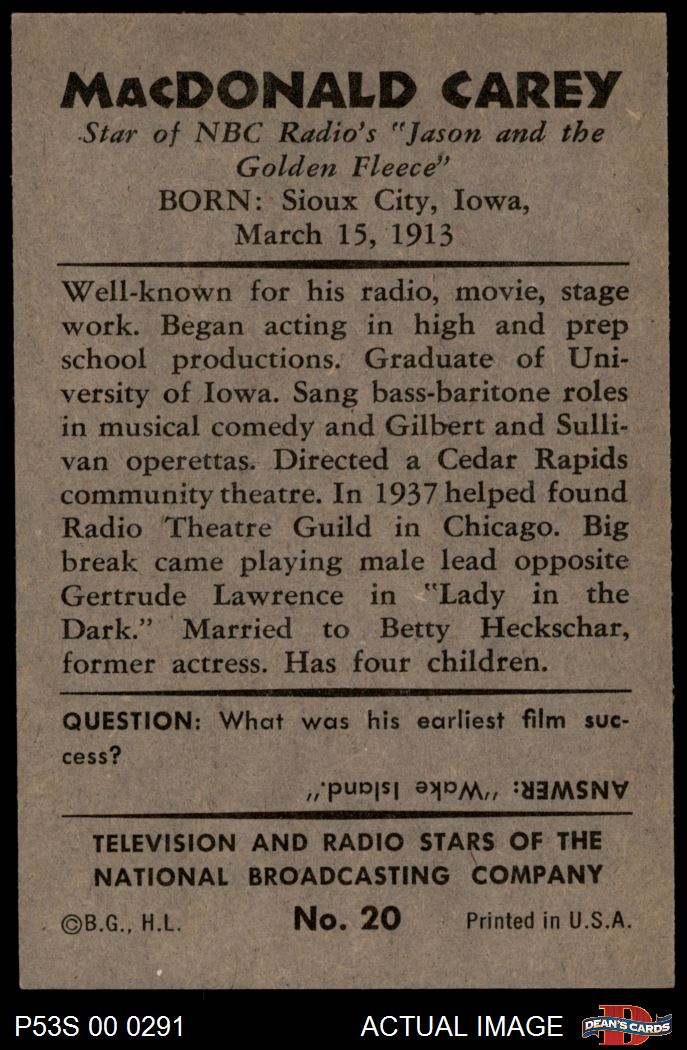 MacDONALD CAREY
Star of NBC Radio's "Jason and the
Golden Fleece"
BORN: Sioux City, Iowa,
March 15, 1913
Well-known for his radio, movie, stage
work. Began acting in high and prep
school productions. Graduate of Uni-
versity of Iowa. Sang bass-baritone roles
in musical comedy and Gilbert and Sulli-
van operettas. Directed a Cedar Rapids
community theatre. In 1937 helped found
Radio Theatre Guild in Chicago. Big
break came playing male lead opposite
Gertrude Lawrence in "Lady in the
Dark." Married to Betty Heckschar,
former actress. Has four children.
QUESTION: What was his earliest film suc-
cess?
ANSWER: "Wake Island."
TELEVISION AND RADIO STARS OF THE
NATIONAL BROADCASTING COMPANY
©B.G., H.L. No. 20 Printed in U.S.A.
P53S 00 0291 ACTUAL IMAGE D DEAN'S CARDS